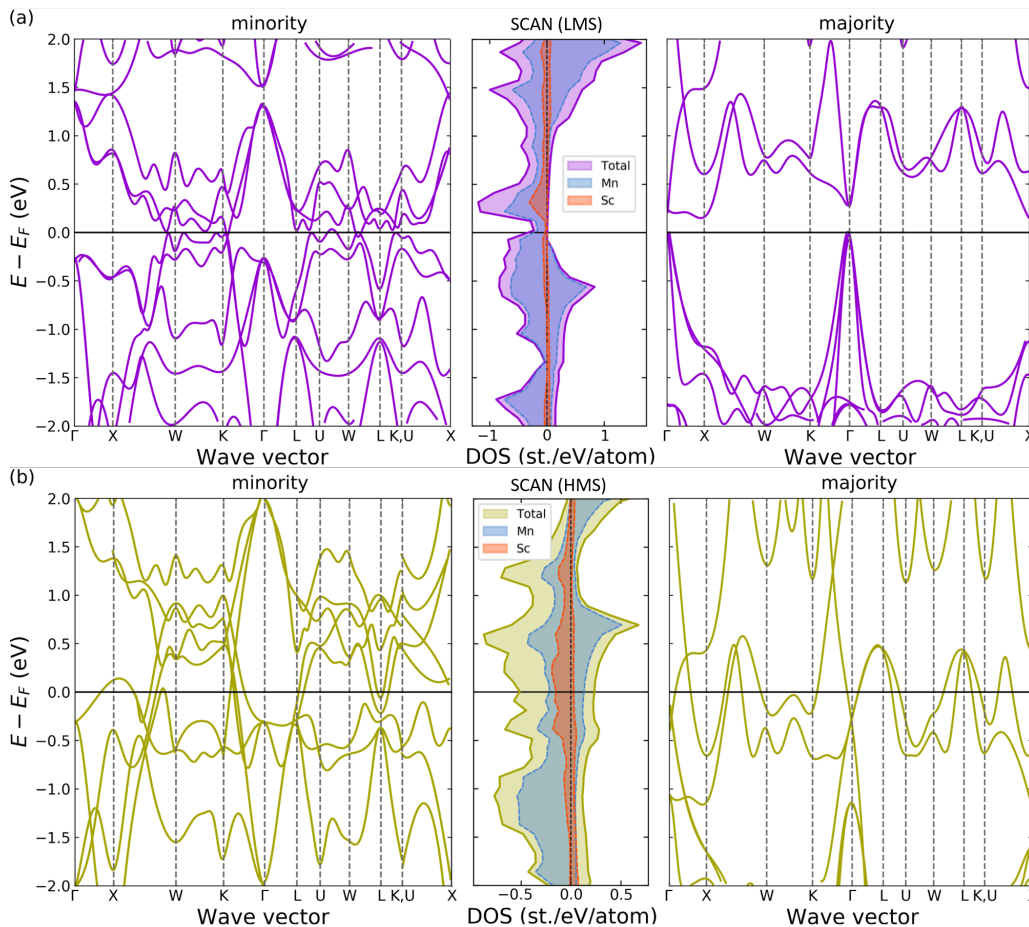 (a)
minority
SCAN (LMS)
majority
2.0
1.5
1.0
0.5
0.0
−0.5
−1.0
−1.5
−2.0
E − E_F (eV)
Total
Mn
Sc
Γ X W K Γ L U W L K,U X
−1 0 1
Γ X W K Γ L U W L K,U X
Wave vector
DOS (st./eV/atom)
Wave vector
(b)
minority
SCAN (HMS)
majority
2.0
1.5
1.0
0.5
0.0
−0.5
−1.0
−1.5
−2.0
E − E_F (eV)
Total
Mn
Sc
Γ X W K Γ L U W L K,U X
−0.5 0.0 0.5
Γ X W K Γ L U W L K,U X
Wave vector
DOS (st./eV/atom)
Wave vector